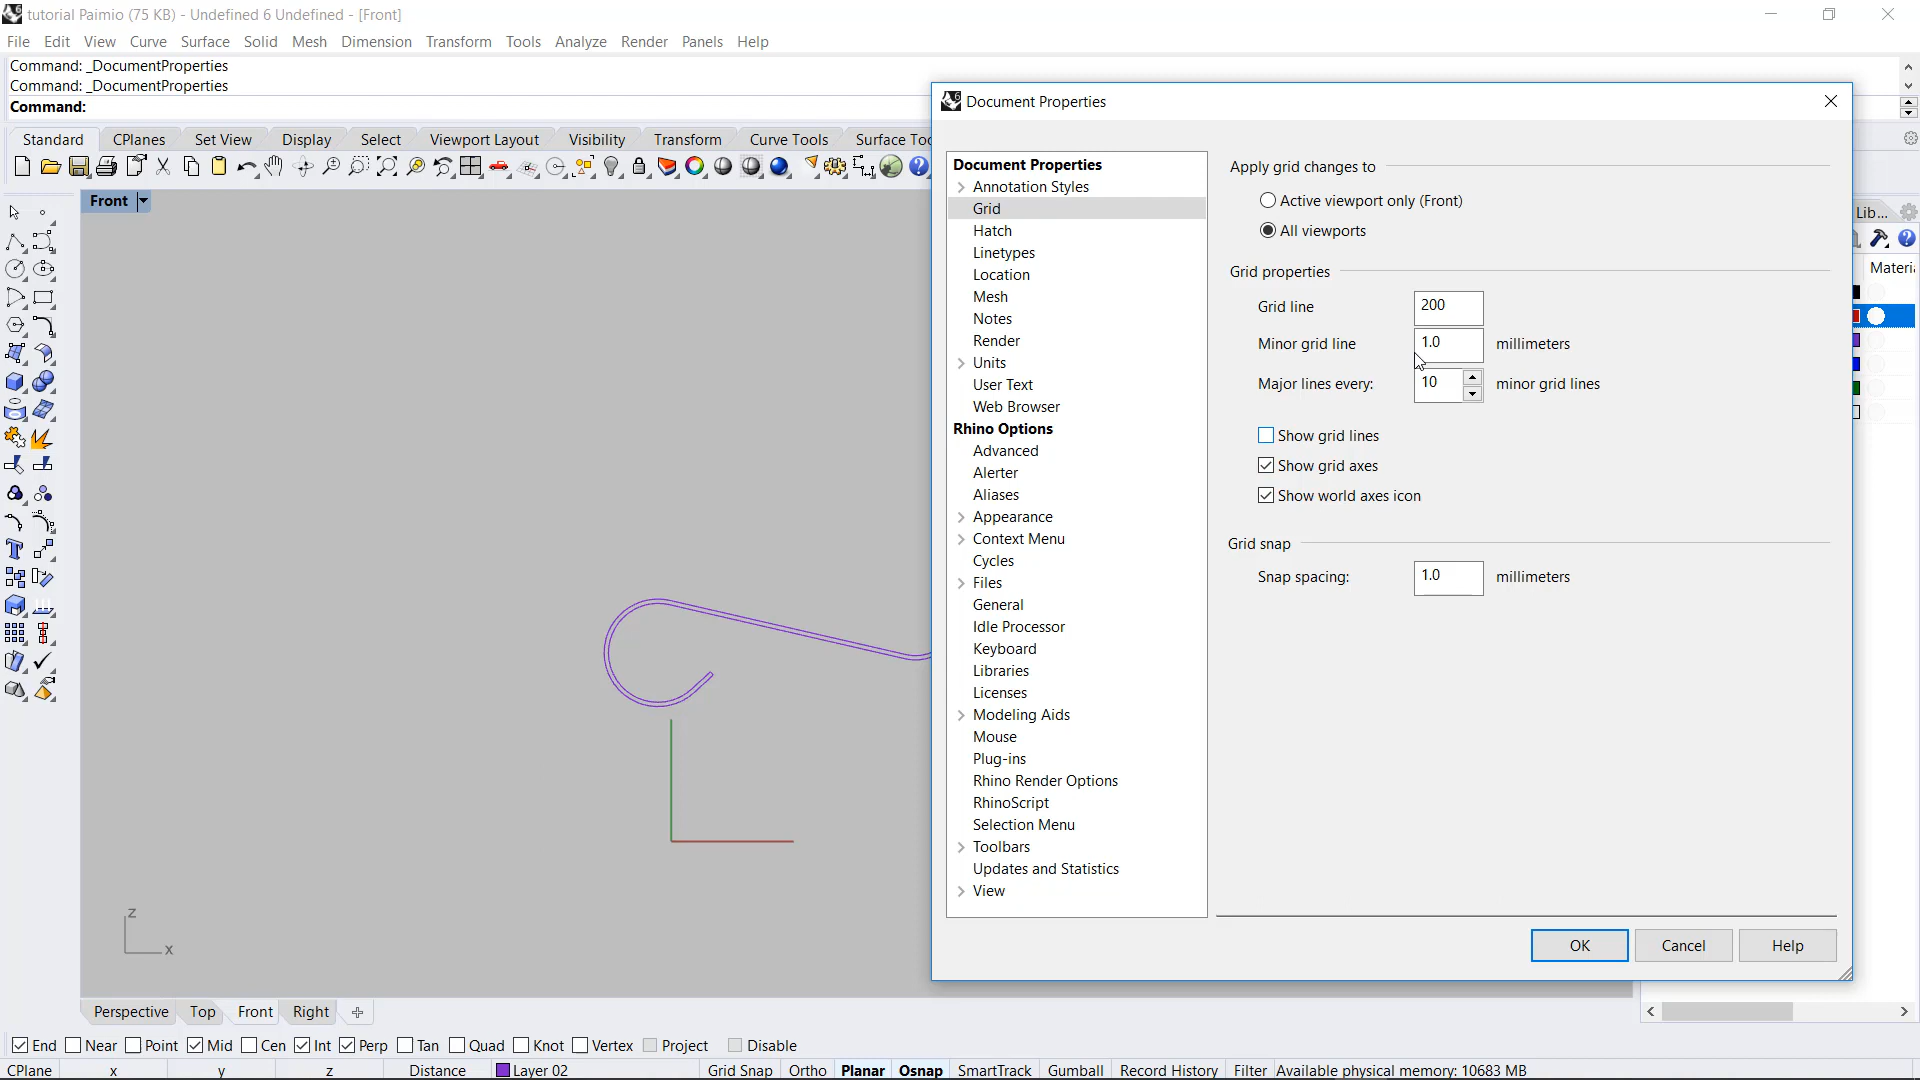 tutorial Paimio (75 KB) - Undefined 6 Undefined - [Front]
File Edit View Curve Surface Solid Mesh Dimension Transform Tools Analyze Render Panels Help
Command: _DocumentProperties
Command: _DocumentProperties
Command:
Standard CPlanes Set View Display Select Viewport Layout Visibility Transform Curve Tools Surface Too
Front
Document Properties
Document Properties
Annotation Styles
Grid
Hatch
Linetypes
Location
Mesh
Notes
Render
Units
User Text
Web Browser
Rhino Options
Advanced
Alerter
Aliases
Appearance
Context Menu
Cycles
Files
General
Idle Processor
Keyboard
Libraries
Licenses
Modeling Aids
Mouse
Plug-ins
Rhino Render Options
RhinoScript
Selection Menu
Toolbars
Updates and Statistics
View
Apply grid changes to
Active viewport only (Front)
All viewports
Grid properties
Grid line 200
Minor grid line 1.0 millimeters
Major lines every: 10 minor grid lines
Show grid lines
Show grid axes
Show world axes icon
Grid snap
Snap spacing: 1.0 millimeters
OK Cancel Help
Lib...
Materi
z
x
Perspective Top Front Right
End Near Point Mid Cen Int Perp Tan Quad Knot Vertex Project Disable
CPlane x y z Distance Layer 02 Grid Snap Ortho Planar Osnap SmartTrack Gumball Record History Filter Available physical memory: 10683 MB